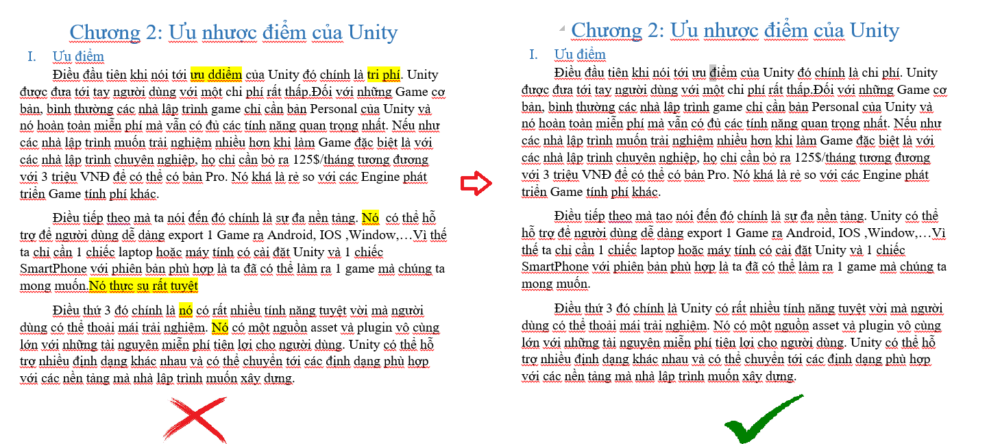 Chương 2: Ưu nhược điểm của Unity
I. Ưu điểm
Điều đầu tiên khi nói tới ưu ddiểm của Unity đó chính là tri phí. Unity
được đưa tới tay người dùng với một chi phí rất thấp.Đối với những Game cơ
bản, bình thường các nhà lập trình game chỉ cần bản Personal của Unity và
nó hoàn toàn miễn phí mà vẫn có đủ các tính năng quan trọng nhất. Nếu như
các nhà lập trình muốn trải nghiệm nhiều hơn khi làm Game đặc biệt là với
các nhà lập trình chuyên nghiệp, họ chỉ cần bỏ ra 125$/tháng tương đương
với 3 triệu VNĐ để có thể có bản Pro. Nó khá là rẻ so với các Engine phát
triển Game tính phí khác.
Điều tiếp theo mà ta nói đến đó chính là sự đa nền tảng. Nó có thể hỗ
trợ để người dùng dễ dàng export 1 Game ra Android, IOS ,Window,…Vì thế
ta chỉ cần 1 chiếc laptop hoặc máy tính có cài đặt Unity và 1 chiếc
SmartPhone với phiên bản phù hợp là ta đã có thể làm ra 1 game mà chúng ta
mong muốn.Nó thực sự rất tuyệt
Điều thứ 3 đó chính là nó có rất nhiều tính năng tuyệt vời mà người
dùng có thể thoải mái trải nghiệm. Nó có một nguồn asset và plugin vô cùng
lớn với những tài nguyên miễn phí tiện lợi cho người dùng. Unity có thể hỗ
trợ nhiều định dạng khác nhau và có thể chuyển tới các định dạng phù hợp
với các nền tảng mà nhà lập trình muốn xây dựng.
Chương 2: Ưu nhược điểm của Unity
I. Ưu điểm
Điều đầu tiên khi nói tới ưu điểm của Unity đó chính là chi phí. Unity
được đưa tới tay người dùng với một chi phí rất thấp.Đối với những Game cơ
bản, bình thường các nhà lập trình game chỉ cần bản Personal của Unity và
nó hoàn toàn miễn phí mà vẫn có đủ các tính năng quan trọng nhất. Nếu như
các nhà lập trình muốn trải nghiệm nhiều hơn khi làm Game đặc biệt là với
các nhà lập trình chuyên nghiệp, họ chỉ cần bỏ ra 125$/tháng tương đương
với 3 triệu VNĐ để có thể có bản Pro. Nó khá là rẻ so với các Engine phát
triển Game tính phí khác.
Điều tiếp theo mà tao nói đến đó chính là sự đa nền tảng. Unity có thể
hỗ trợ để người dùng dễ dàng export 1 Game ra Android, IOS ,Window,…Vì
thế ta chỉ cần 1 chiếc laptop hoặc máy tính có cài đặt Unity và 1 chiếc
SmartPhone với phiên bản phù hợp là ta đã có thể làm ra 1 game mà chúng ta
mong muốn.
Điều thứ 3 đó chính là Unity có rất nhiều tính năng tuyệt vời mà người
dùng có thể thoải mái trải nghiệm. Nó có một nguồn asset và plugin vô cùng
lớn với những tài nguyên miễn phí tiện lợi cho người dùng. Unity có thể hỗ
trợ nhiều định dạng khác nhau và có thể chuyển tới các định dạng phù hợp
với các nền tảng mà nhà lập trình muốn xây dựng.